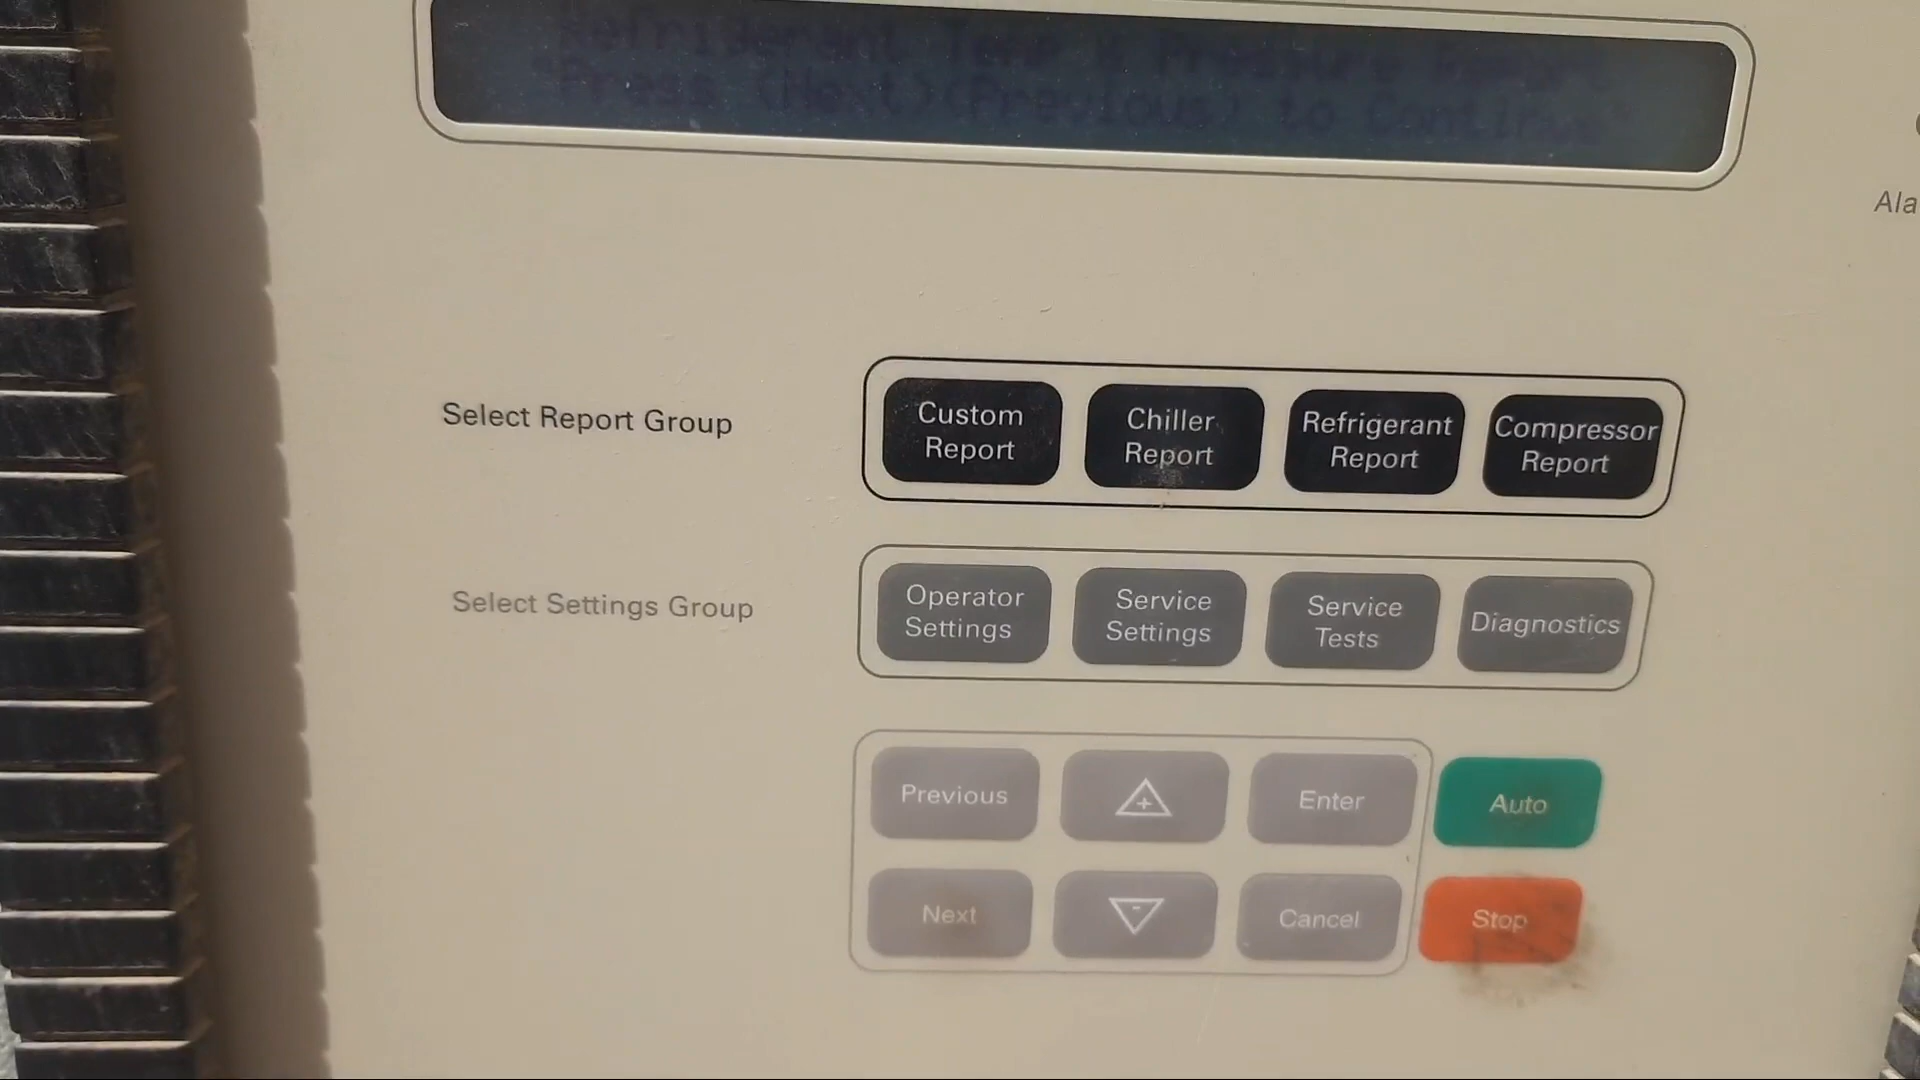 Refrigerant Temp & Pressure Report
Press (Next)(Previous) to Continue
Ala
Select Report Group
Custom Report
Chiller Report
Refrigerant Report
Compressor Report
Select Settings Group
Operator Settings
Service Settings
Service Tests
Diagnostics
Previous
+
Enter
Auto
Next
-
Cancel
Stop